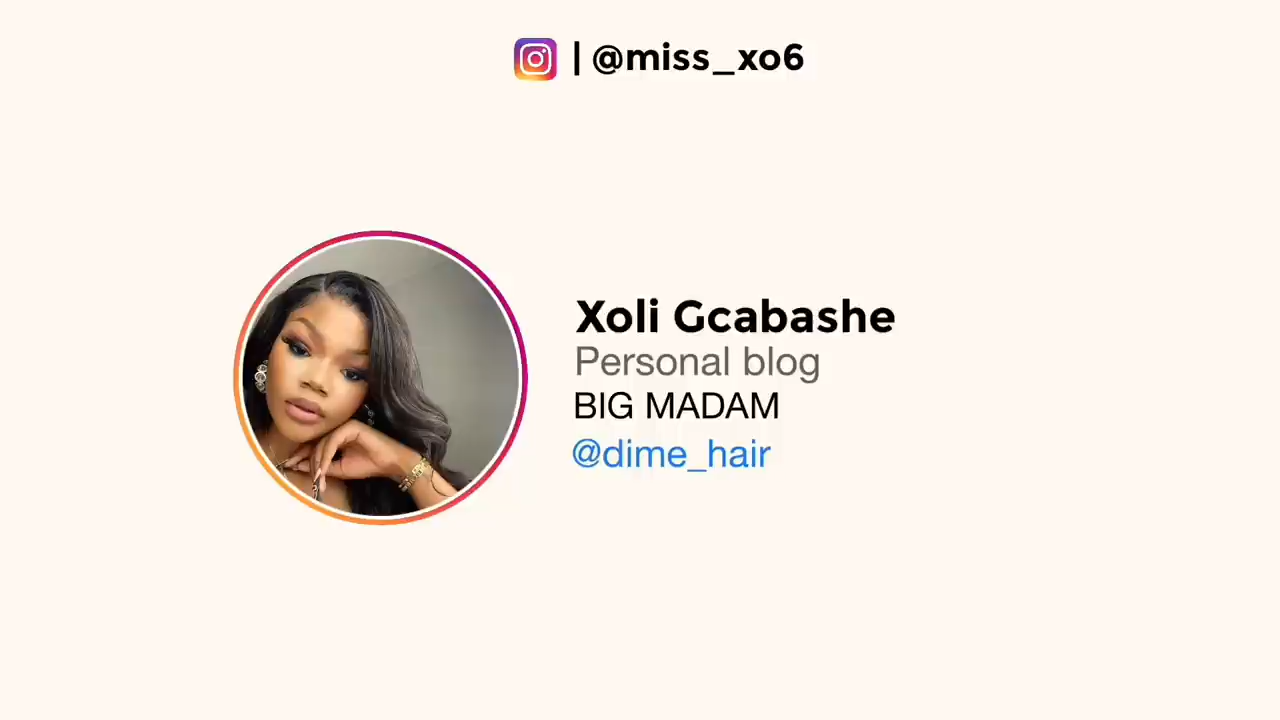 | @miss_xo6
Xoli Gcabashe
Personal blog
BIG MADAM
@dime_hair